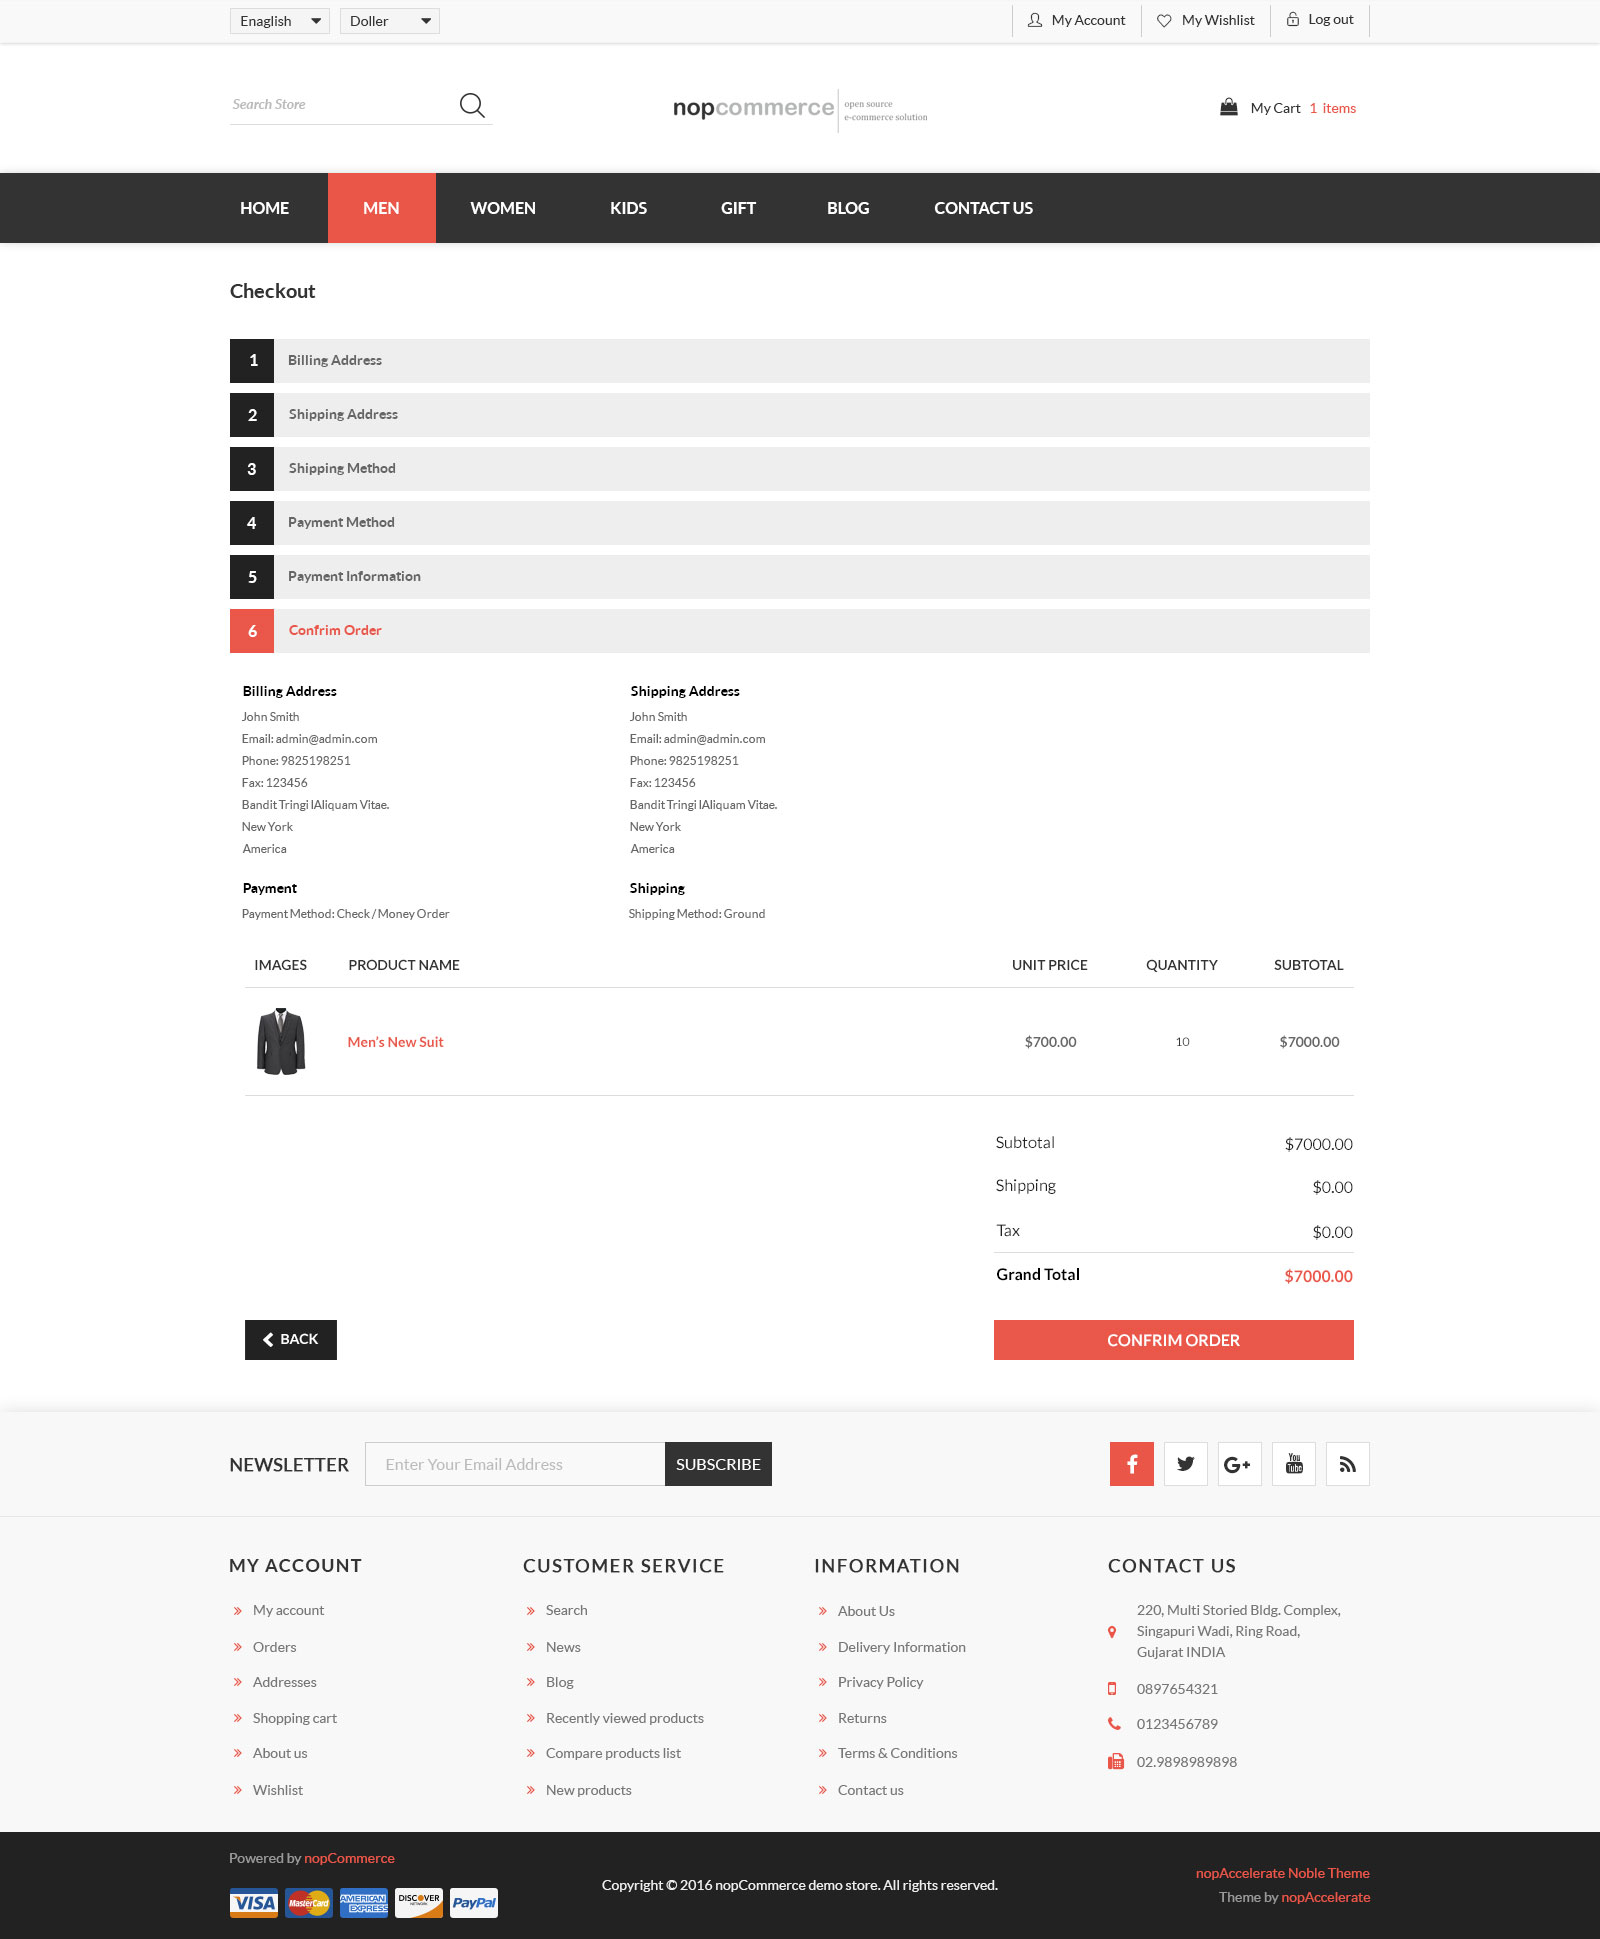 Enaglish
Doller
My Account
My Wishlist
Log out
Search Store
nopcommerce
open source
e-commerce solution
My Cart 1 items
HOME
MEN
WOMEN
KIDS
GIFT
BLOG
CONTACT US
Checkout
1 Billing Address
2 Shipping Address
3 Shipping Method
4 Payment Method
5 Payment Information
6 Confrim Order
Billing Address
John Smith
Email: admin@admin.com
Phone: 9825198251
Fax: 123456
Bandit Tringi lAliquam Vitae.
New York
America
Shipping Address
John Smith
Email: admin@admin.com
Phone: 9825198251
Fax: 123456
Bandit Tringi lAliquam Vitae.
New York
America
Payment
Payment Method: Check / Money Order
Shipping
Shipping Method: Ground
IMAGES PRODUCT NAME UNIT PRICE QUANTITY SUBTOTAL
Men's New Suit $700.00 10 $7000.00
Subtotal $7000.00
Shipping $0.00
Tax $0.00
Grand Total $7000.00
BACK
CONFRIM ORDER
NEWSLETTER
Enter Your Email Address
SUBSCRIBE
f
G+
You
Tube
MY ACCOUNT
My account
Orders
Addresses
Shopping cart
About us
Wishlist
CUSTOMER SERVICE
Search
News
Blog
Recently viewed products
Compare products list
New products
INFORMATION
About Us
Delivery Information
Privacy Policy
Returns
Terms & Conditions
Contact us
CONTACT US
220, Multi Storied Bldg. Complex,
Singapuri Wadi, Ring Road,
Gujarat INDIA
0897654321
0123456789
02.9898989898
Powered by nopCommerce
VISA
MasterCard
AMERICAN
EXPRESS
DISCOVER
NETWORK
PayPal
Copyright © 2016 nopCommerce demo store. All rights reserved.
nopAccelerate Noble Theme
Theme by nopAccelerate